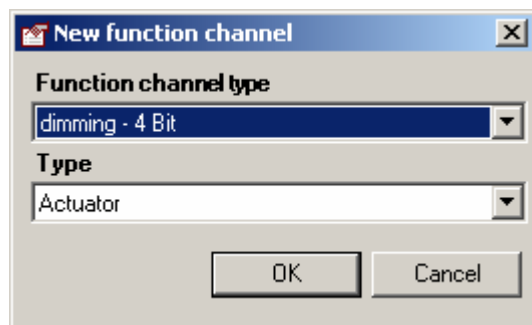 New function channel
Function channel type
dimming - 4 Bit
Type
Actuator
OK Cancel